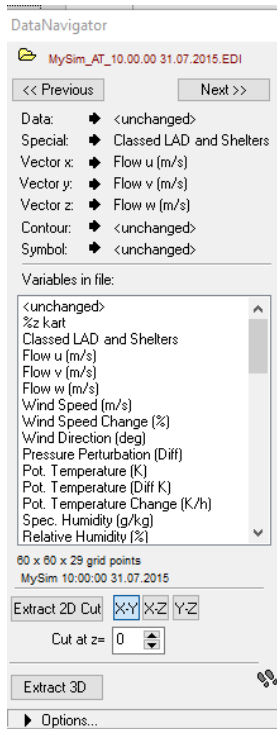 DataNavigator
MySim_AT_10.00.00 31.07.2015.EDI
<< Previous Next >>
Data: <unchanged>
Special: Classed LAD and Shelters
Vector x: Flow u (m/s)
Vector y: Flow v (m/s)
Vector z: Flow w (m/s)
Contour: <unchanged>
Symbol: <unchanged>
Variables in file:
<unchanged>
%z kart
Classed LAD and Shelters
Flow u (m/s)
Flow v (m/s)
Flow w (m/s)
Wind Speed (m/s)
Wind Speed Change (%)
Wind Direction (deg)
Pressure Perturbation (Diff)
Pot. Temperature (K)
Pot. Temperature (Diff K)
Pot. Temperature Change (K/h)
Spec. Humidity (g/kg)
Relative Humidity (%)
60 x 60 x 29 grid points
MySim 10:00:00 31.07.2015
Extract 2D Cut X-Y X-Z Y-Z
Cut at z= 0
Extract 3D
Options...